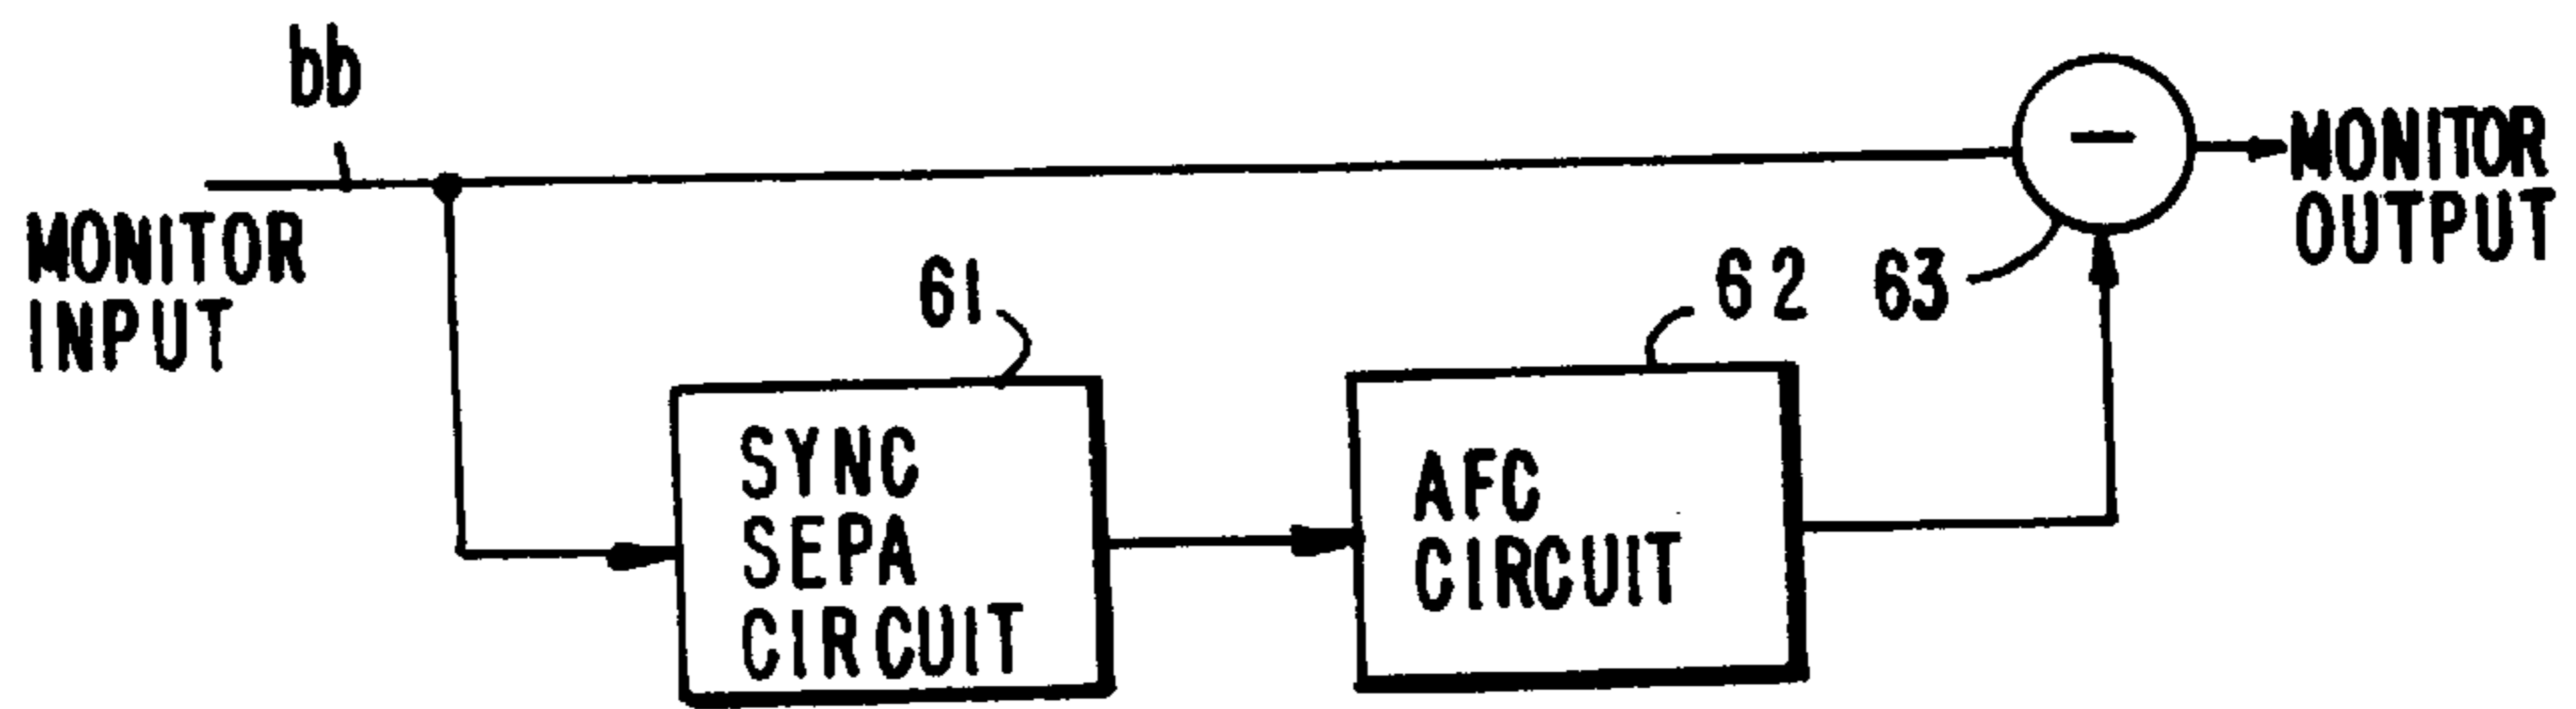 bb
MONITOR
INPUT
61
SYNC
SEPA
CIRCUIT
62
AFC
CIRCUIT
63
−
MONITOR
OUTPUT